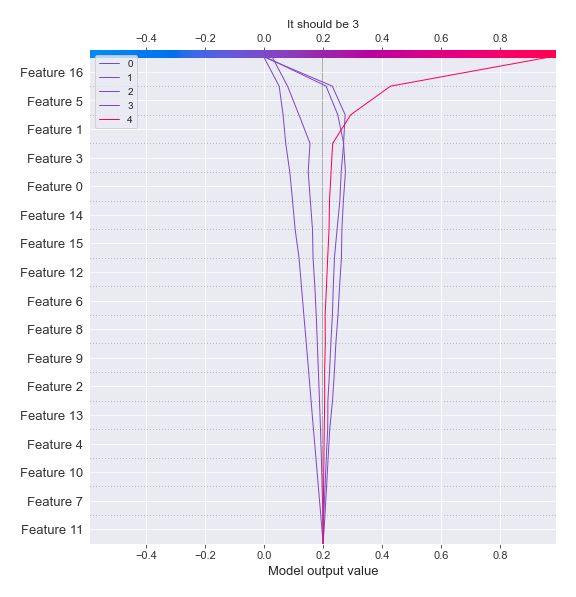 It should be 3
−0.4 −0.2 0.0 0.2 0.4 0.6 0.8
0
1
2
3
4
Feature 16
Feature 5
Feature 1
Feature 3
Feature 0
Feature 14
Feature 15
Feature 12
Feature 6
Feature 8
Feature 9
Feature 2
Feature 13
Feature 4
Feature 10
Feature 7
Feature 11
−0.4 −0.2 0.0 0.2 0.4 0.6 0.8
Model output value